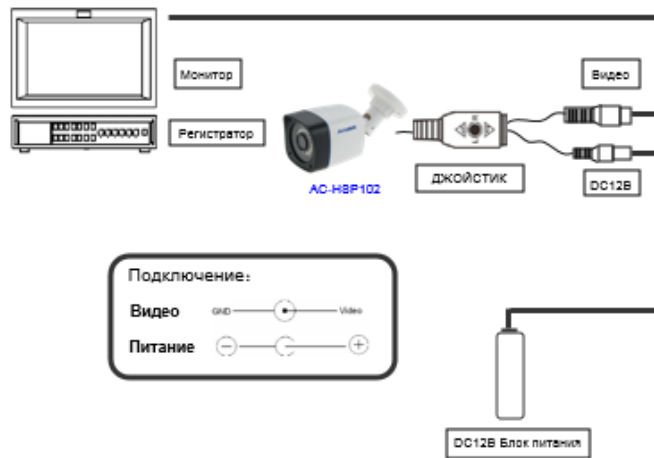 Монитор
Видео
Регистратор
AC-HSP102
ДЖОЙСТИК
DC12В
Подключение:
Видео GND Video
Питание − +
DC12В Блок питания